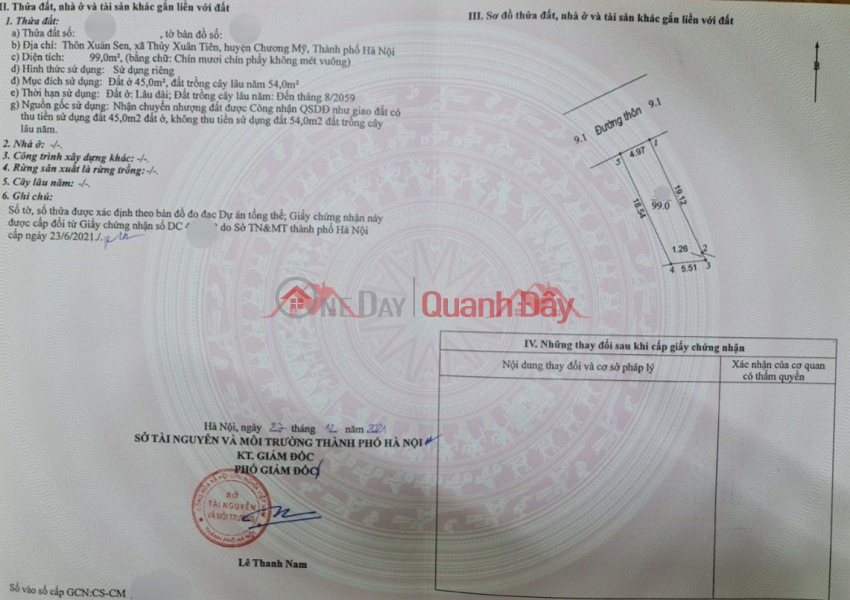 II. Thửa đất, nhà ở và tài sản khác gắn liền với đất
1. Thửa đất:
a) Thửa đất số: , tờ bản đồ số:
b) Địa chỉ: Thôn Xuân Sen, xã Thủy Xuân Tiên, huyện Chương Mỹ, Thành phố Hà Nội
c) Diện tích: 99,0m², (bằng chữ: Chín mươi chín phẩy không mét vuông)
d) Hình thức sử dụng: Sử dụng riêng
đ) Mục đích sử dụng: Đất ở 45,0m², đất trồng cây lâu năm 54,0m²
e) Thời hạn sử dụng: Đất ở: Lâu dài; Đất trồng cây lâu năm: Đến tháng 8/2059
g) Nguồn gốc sử dụng: Nhận chuyển nhượng đất được Công nhận QSDĐ như giao đất có
thu tiền sử dụng đất 45,0m2 đất ở, không thu tiền sử dụng đất 54,0m2 đất trồng cây
lâu năm.
2. Nhà ở: -/-.
3. Công trình xây dựng khác: -/-.
4. Rừng sản xuất là rừng trồng:-/-.
5. Cây lâu năm: -/-.
6. Ghi chú:
Số tờ, số thửa được xác định theo bản đồ đo đạc Dự án tổng thể; Giấy chứng nhận này
được cấp đổi từ Giấy chứng nhận số DC do Sở TN&MT thành phố Hà Nội
cấp ngày 23/6/2021./.
Hà Nội, ngày 27 tháng 12 năm 2021
SỞ TÀI NGUYÊN VÀ MÔI TRƯỜNG THÀNH PHỐ HÀ NỘI
KT. GIÁM ĐỐC
PHÓ GIÁM ĐỐC
SỞ
TÀI NGUYÊN
VÀ MÔI TRƯỜNG
THÀNH PHỐ HÀ NỘI
Lê Thanh Nam
Số vào sổ cấp GCN:CS-CM
III. Sơ đồ thửa đất, nhà ở và tài sản khác gắn liền với đất
B
9.1 Đường thôn 9.1
5 4.97 1
18.54 99.0 19.12
1.26 2
4 5.51 3
OneDay Quanh Đây
IV. Những thay đổi sau khi cấp giấy chứng nhận
Nội dung thay đổi và cơ sở pháp lý
Xác nhận của cơ quan
có thẩm quyền